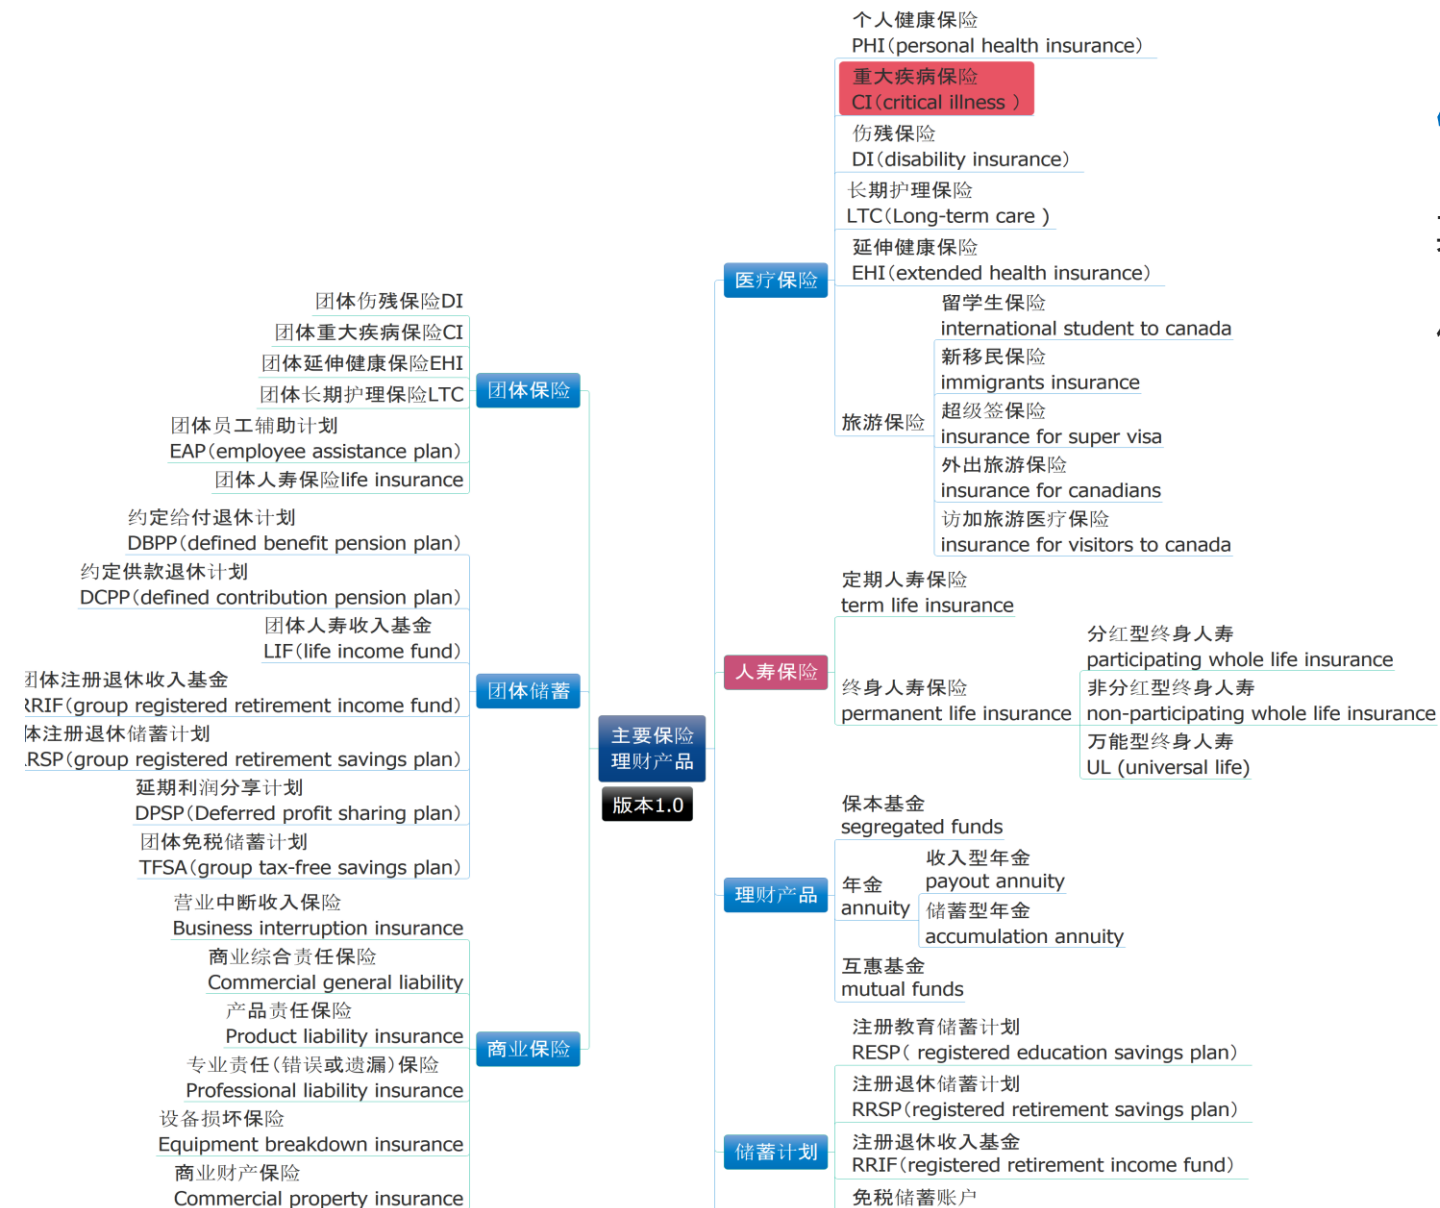 主要保险
理财产品
版本1.0
医疗保险
个人健康保险
PHI(personal health insurance)
重大疾病保险
CI(critical illness )
伤残保险
DI(disability insurance)
长期护理保险
LTC(Long-term care )
延伸健康保险
EHI(extended health insurance)
旅游保险
留学生保险
international student to canada
新移民保险
immigrants insurance
超级签保险
insurance for super visa
外出旅游保险
insurance for canadians
访加旅游医疗保险
insurance for visitors to canada
人寿保险
定期人寿保险
term life insurance
终身人寿保险
permanent life insurance
分红型终身人寿
participating whole life insurance
非分红型终身人寿
non-participating whole life insurance
万能型终身人寿
UL (universal life)
理财产品
保本基金
segregated funds
年金
annuity
收入型年金
payout annuity
储蓄型年金
accumulation annuity
互惠基金
mutual funds
储蓄计划
注册教育储蓄计划
RESP( registered education savings plan)
注册退休储蓄计划
RRSP(registered retirement savings plan)
注册退休收入基金
RRIF(registered retirement income fund)
免税储蓄账户
团体保险
团体伤残保险DI
团体重大疾病保险CI
团体延伸健康保险EHI
团体长期护理保险LTC
团体员工辅助计划
EAP(employee assistance plan)
团体人寿保险life insurance
团体储蓄
约定给付退休计划
DBPP(defined benefit pension plan)
约定供款退休计划
DCPP(defined contribution pension plan)
团体人寿收入基金
LIF(life income fund)
团体注册退休收入基金
RRIF(group registered retirement income fund)
体注册退休储蓄计划
RSP(group registered retirement savings plan)
延期利润分享计划
DPSP(Deferred profit sharing plan)
团体免税储蓄计划
TFSA(group tax-free savings plan)
商业保险
营业中断收入保险
Business interruption insurance
商业综合责任保险
Commercial general liability
产品责任保险
Product liability insurance
专业责任(错误或遗漏)保险
Professional liability insurance
设备损坏保险
Equipment breakdown insurance
商业财产保险
Commercial property insurance